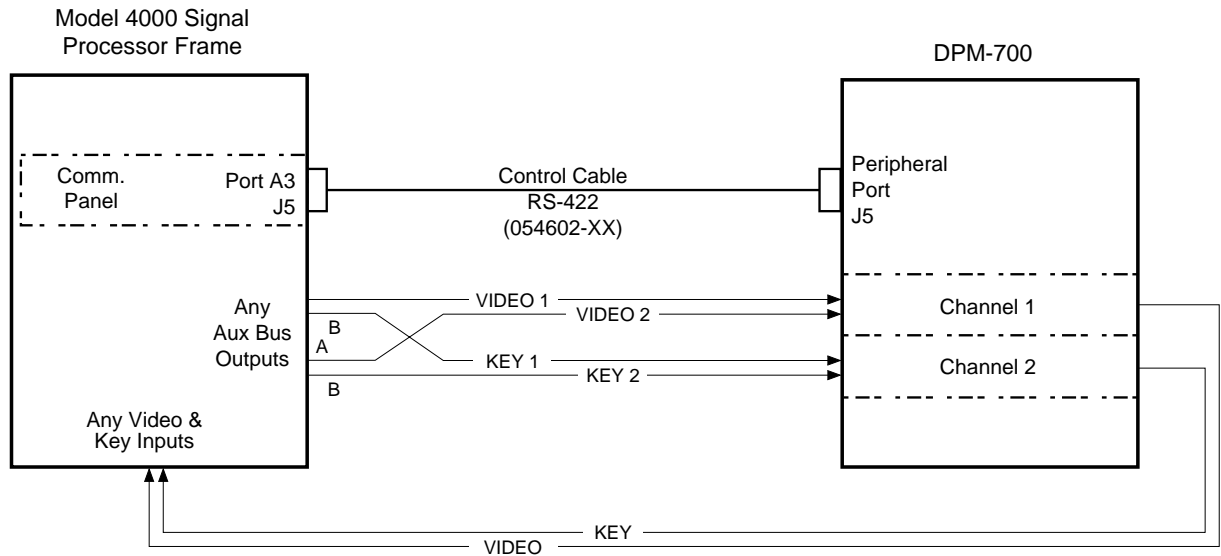 Model 4000 Signal
Processor Frame
DPM-700
Comm.
Panel
Port A3
J5
Control Cable
RS-422
(054602-XX)
Peripheral
Port
J5
Any
Aux Bus
Outputs
VIDEO 1
B
VIDEO 2
A
KEY 1
KEY 2
B
Channel 1
Channel 2
Any Video &
Key Inputs
KEY
VIDEO